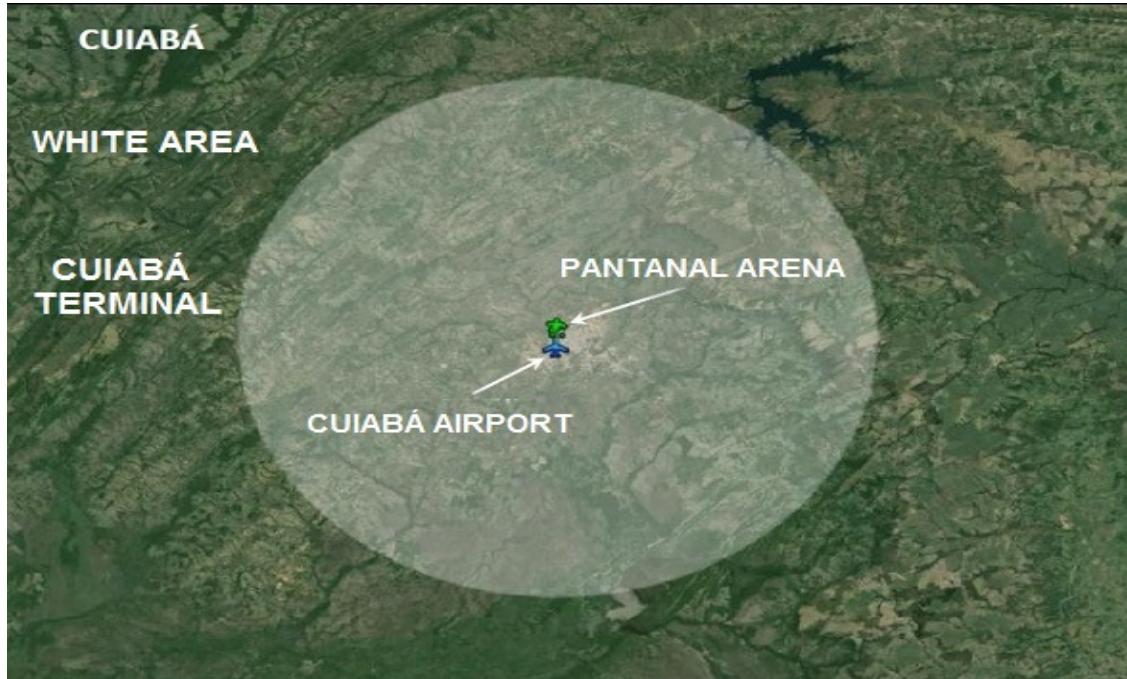 CUIABÁ
WHITE AREA
CUIABÁ
TERMINAL
PANTANAL ARENA
CUIABÁ AIRPORT